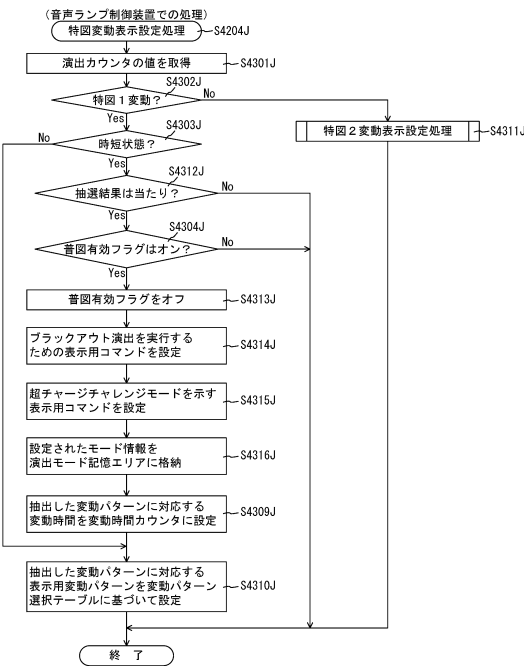 （音声ランプ制御装置での処理）
特図変動表示設定処理
S4204J
演出カウンタの値を取得
S4301J
S4302J
特図１変動？
No
Yes
S4303J
No
時短状態？
特図２変動表示設定処理
S4311J
Yes
S4312J
抽選結果は当たり？
No
Yes
S4304J
普図有効フラグはオン？
No
Yes
普図有効フラグをオフ
S4313J
ブラックアウト演出を実行する
ための表示用コマンドを設定
S4314J
超チャージチャレンジモードを示す
表示用コマンドを設定
S4315J
設定されたモード情報を
演出モード記憶エリアに格納
S4316J
抽出した変動パターンに対応する
変動時間を変動時間カウンタに設定
S4309J
抽出した変動パターンに対応する
表示用変動パターンを変動パターン
選択テーブルに基づいて設定
S4310J
終 了